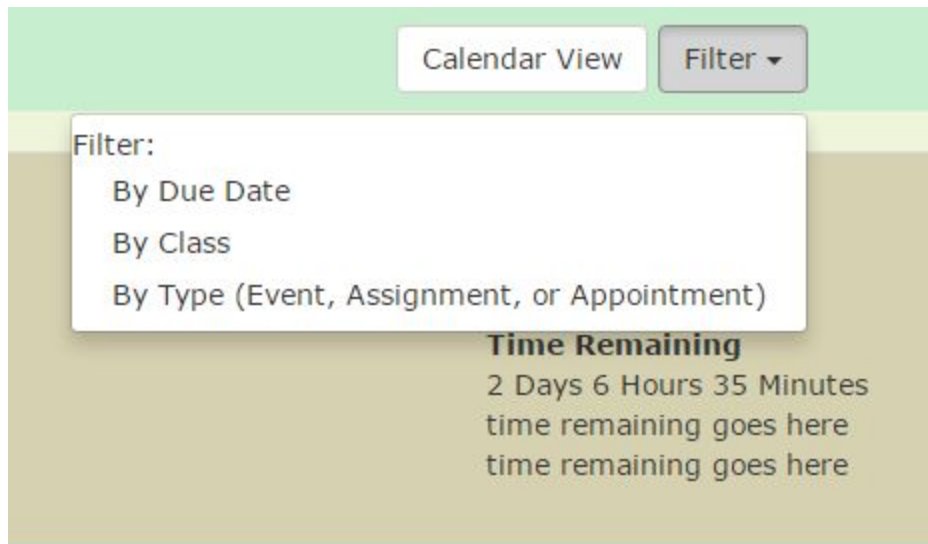 Calendar View
Filter
Filter:
By Due Date
By Class
By Type (Event, Assignment, or Appointment)
Time Remaining
2 Days 6 Hours 35 Minutes
time remaining goes here
time remaining goes here